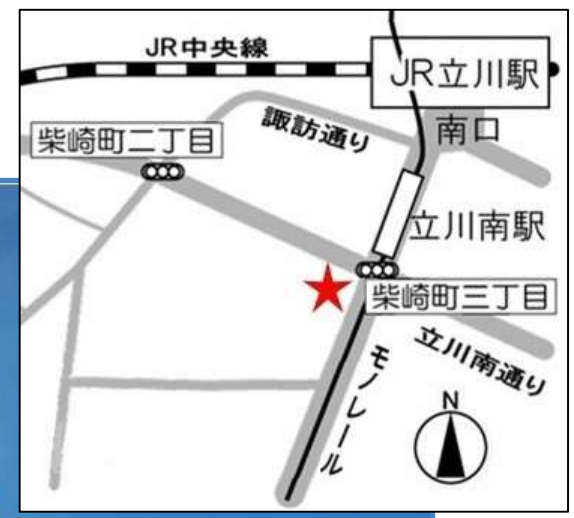 JR中央線
JR立川駅
南口
諏訪通り
柴崎町二丁目
立川南駅
柴崎町三丁目
立川南通り
モノレール
N